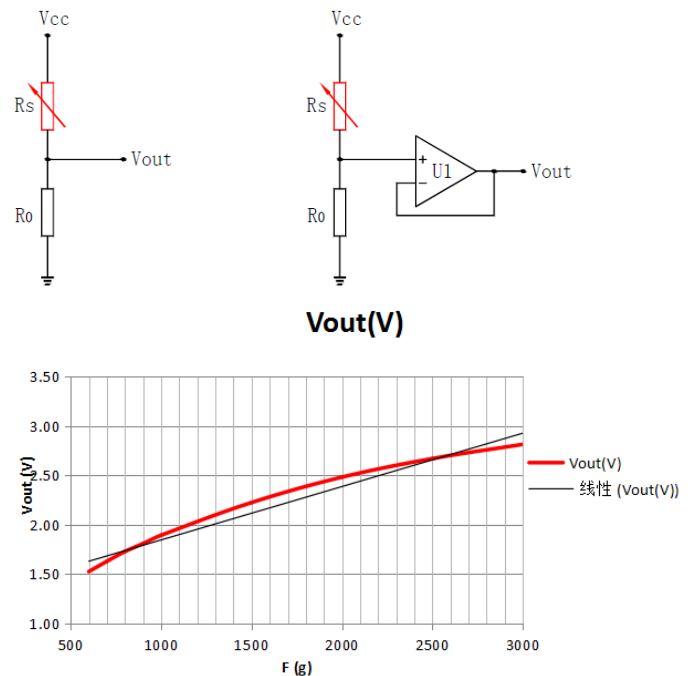 Vcc
Vcc
Rs
Rs
Vout
U1
+
−
Vout
R0
R0
Vout(V)
3.50
3.00
2.50
2.00
1.50
1.00
Vout (V)
500
1000
1500
2000
2500
3000
F (g)
Vout(V)
线性 (Vout(V))